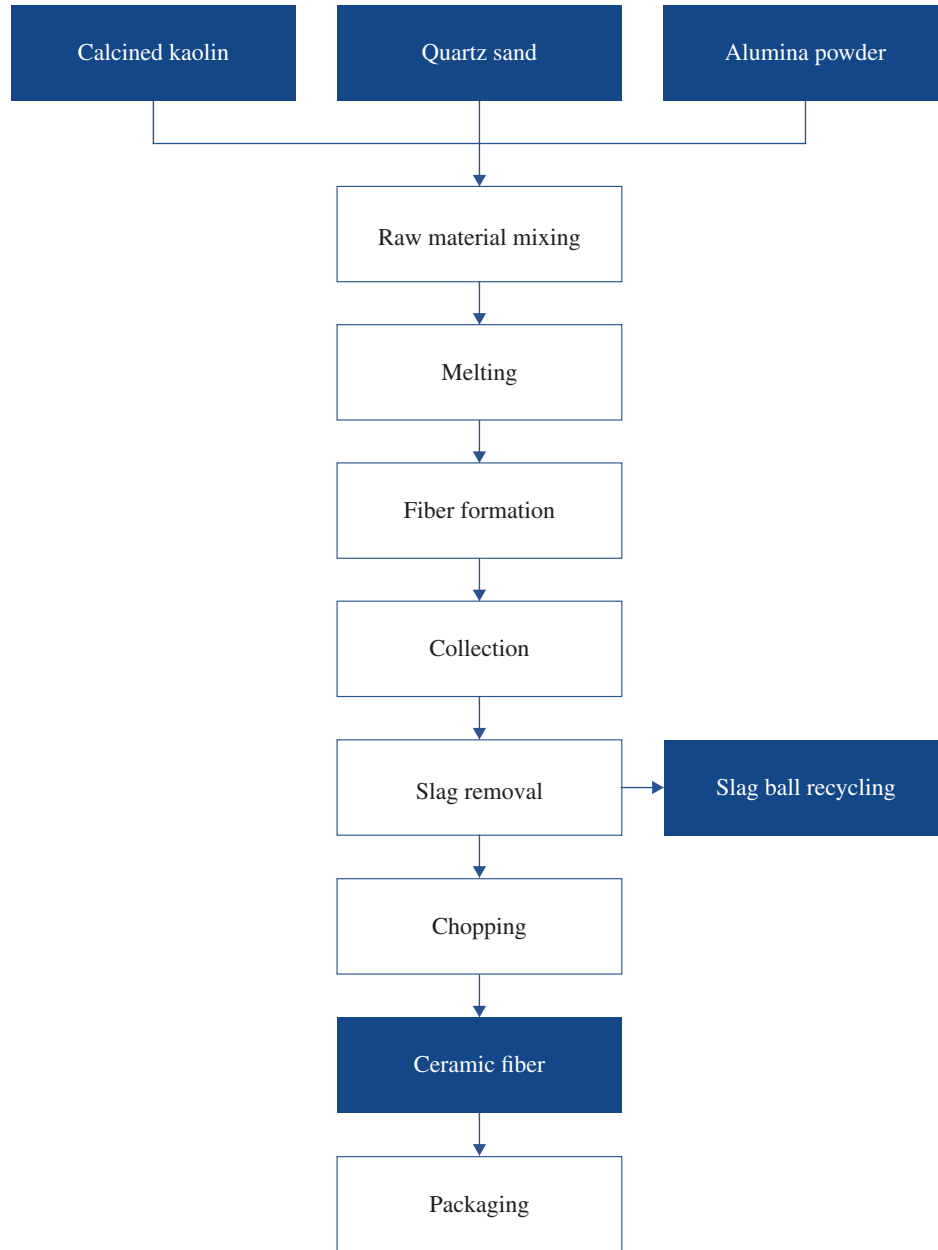 Calcined kaolin
Quartz sand
Alumina powder
Raw material mixing
Melting
Fiber formation
Collection
Slag removal
Slag ball recycling
Chopping
Ceramic fiber
Packaging